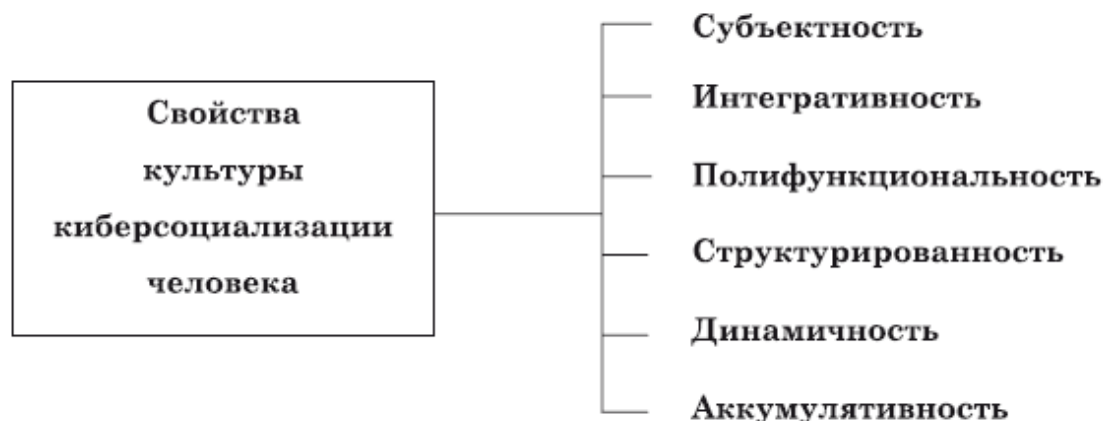 Свойства
культуры
киберсоциализации
человека
Субъектность
Интегративность
Полифункциональность
Структурированность
Динамичность
Аккумулятивность